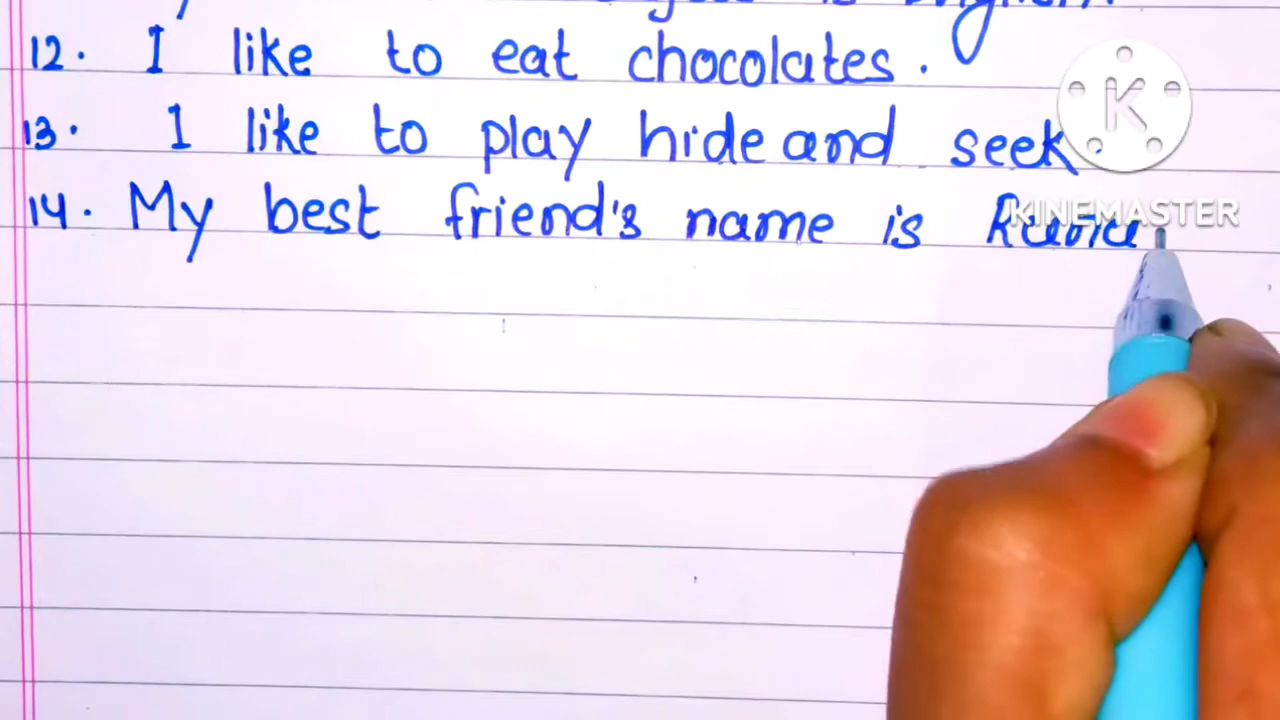 12. I like to eat chocolates.
13. I like to play hide and seek.
14. My best friend's name is
K
KINEMASTER